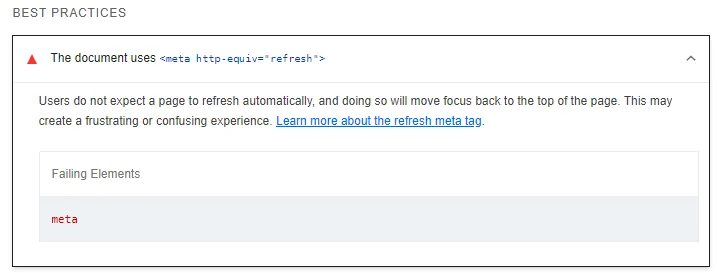 BEST PRACTICES
The document uses <meta http-equiv="refresh">
Users do not expect a page to refresh automatically, and doing so will move focus back to the top of the page. This may
create a frustrating or confusing experience. Learn more about the refresh meta tag.
Failing Elements
meta